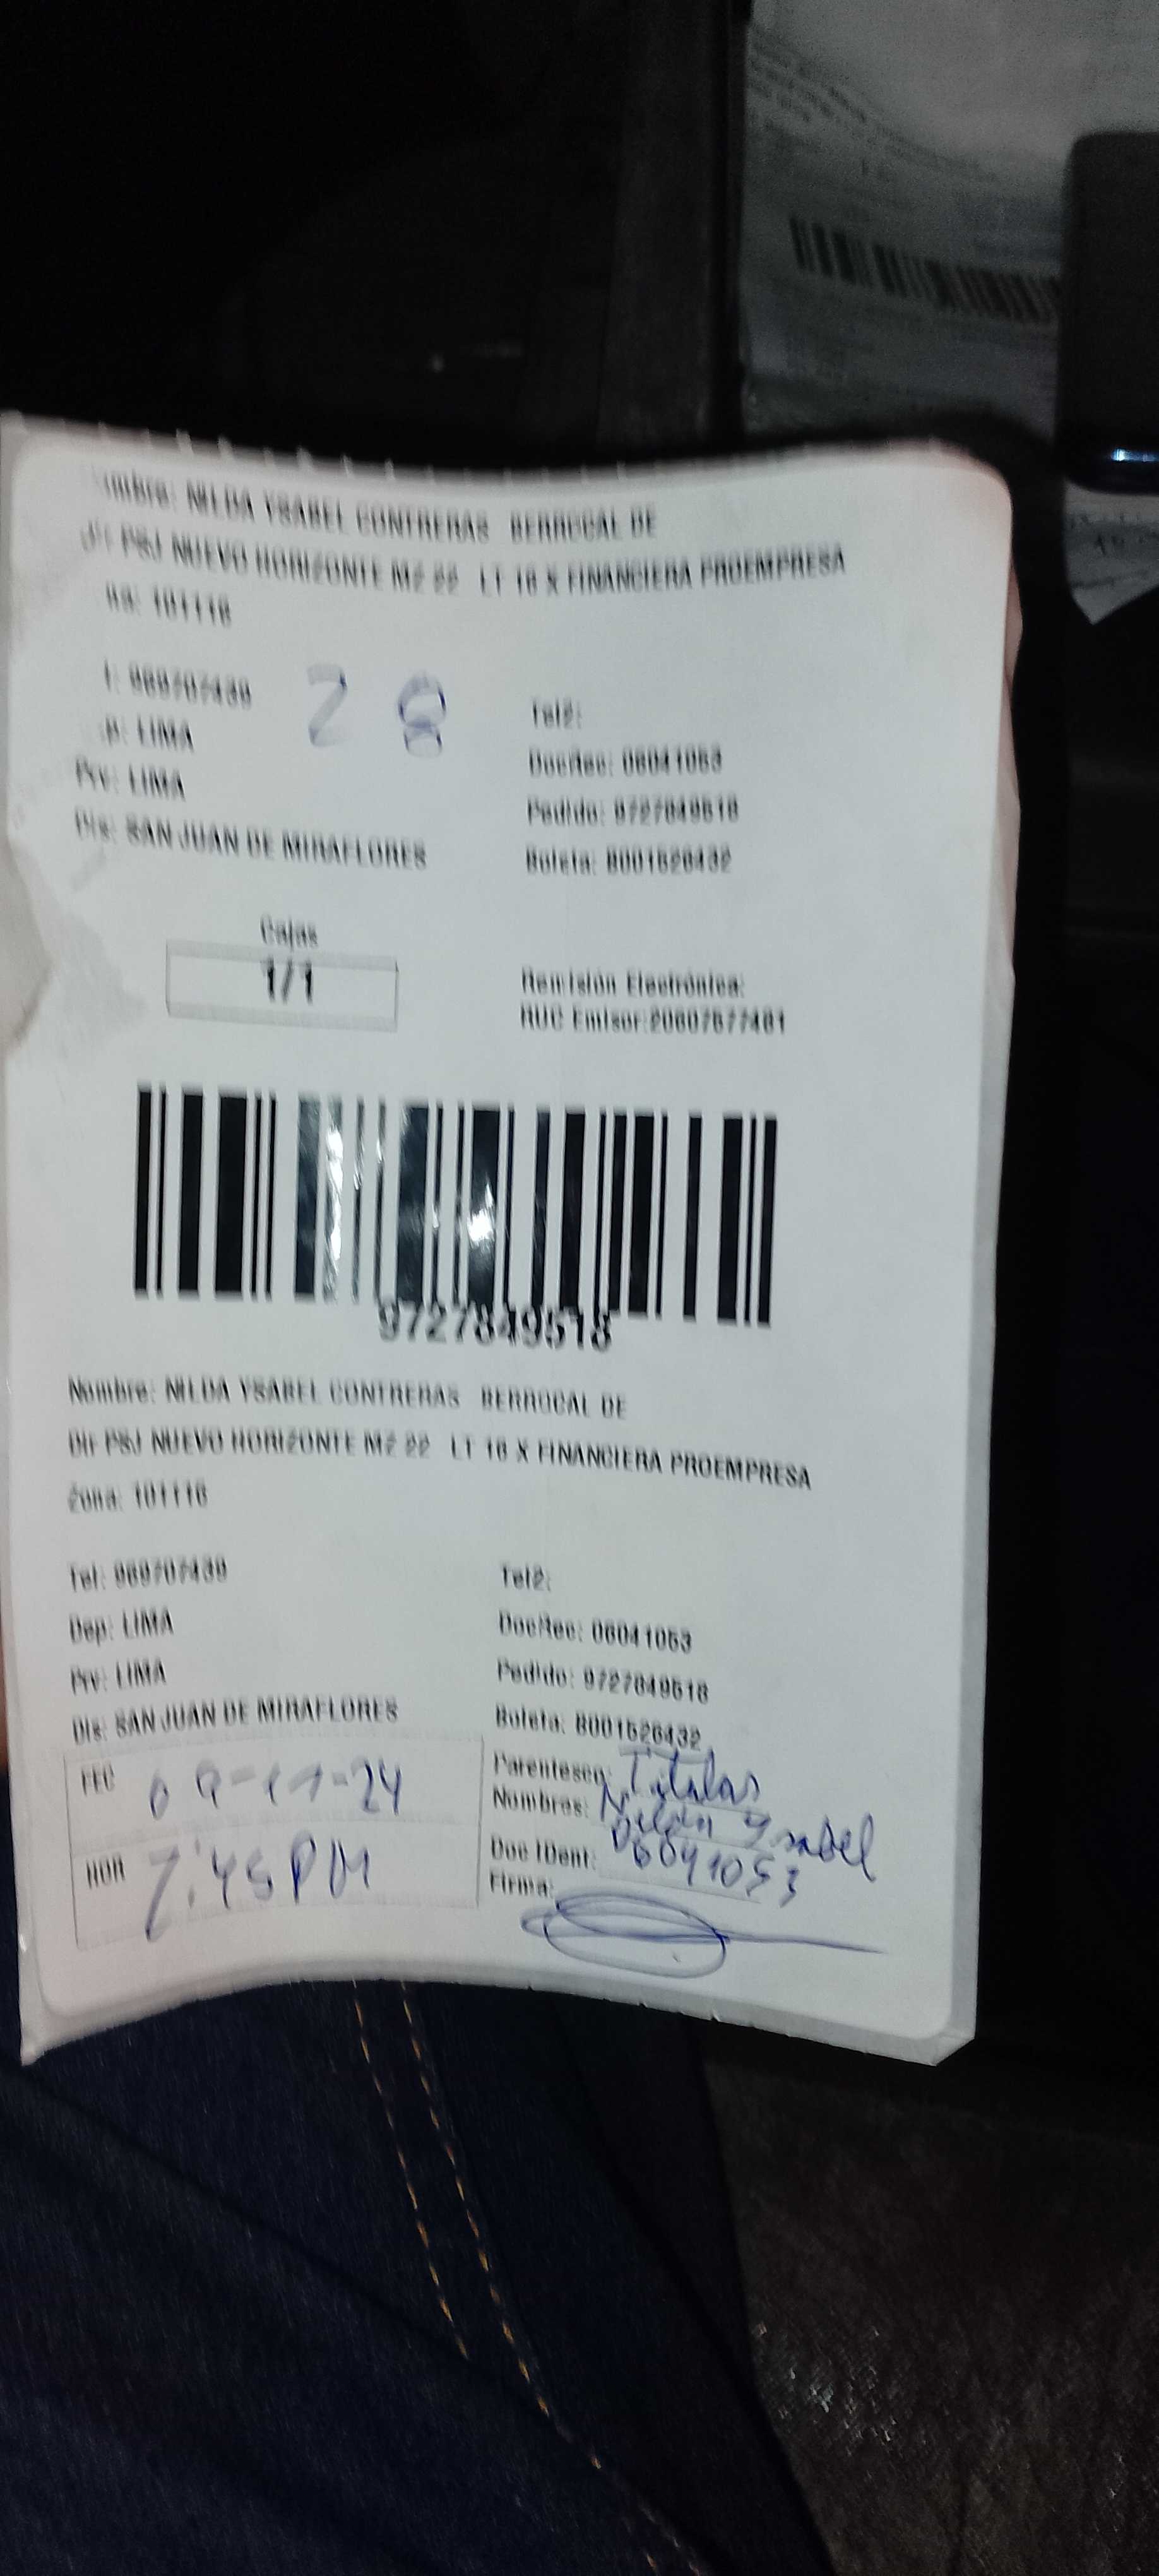 mbre: NILDA YSABEL CONTRERAS BERROCAL DE
PSJ NUEVO HORIZONTE MZ 22 LT 16 X FINANCIERA PROEMPRESA
na: 101116
l: 969707439
2 8
Tel2:
p: LIMA
DocRec: 06041053
Prv: LIMA
Pedido: 9727849518
Dis: SAN JUAN DE MIRAFLORES
Boleta: B001526432
Cajas
1/1
Remisión Electrónica:
RUC Emisor:20607577481
9727849518
Nombre: NILDA YSABEL CONTRERAS BERROCAL DE
Dir PSJ NUEVO HORIZONTE MZ 22 LT 16 X FINANCIERA PROEMPRESA
Zona: 101116
Tel: 969707439
Tel2:
Dep: LIMA
DocRec: 06041053
Prv: LIMA
Pedido: 9727849518
Dis: SAN JUAN DE MIRAFLORES
Boleta: B001526432
FEC 09-11-24
Parentesco: Titular
Nombres: Nilda Ysabel
HOR 7:45 PM
Doc IDent: 06041053
Firma: